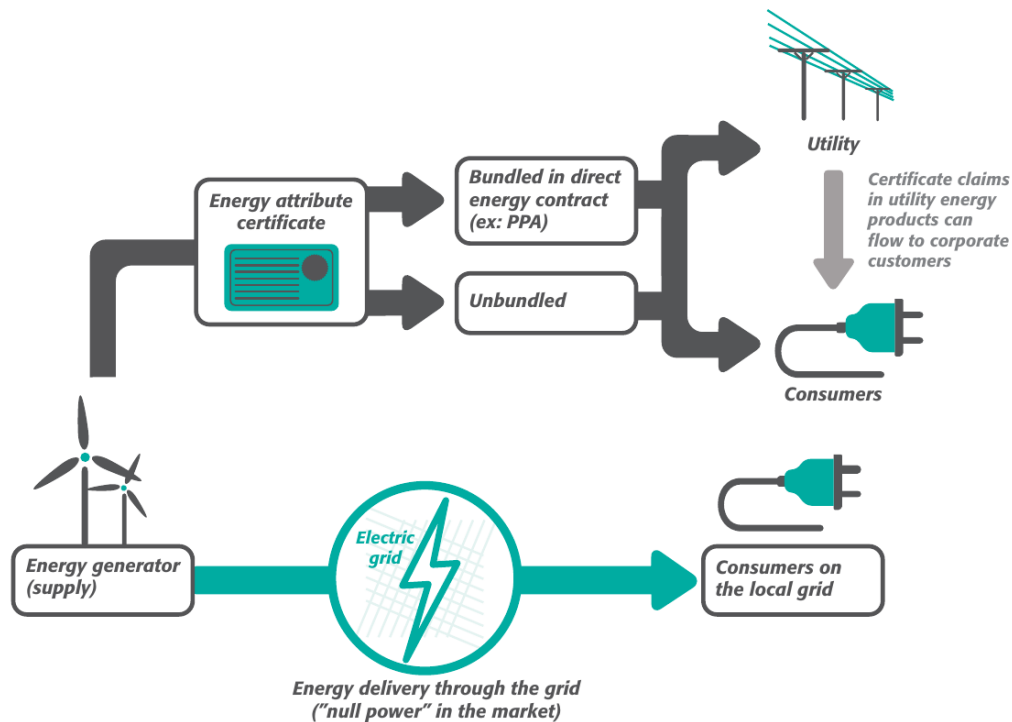 Utility
Energy attribute
certificate
Bundled in direct
energy contract
(ex: PPA)
Unbundled
Certificate claims
in utility energy
products can
flow to corporate
customers
Consumers
Energy generator
(supply)
Electric
grid
Consumers on
the local grid
Energy delivery through the grid
("null power" in the market)